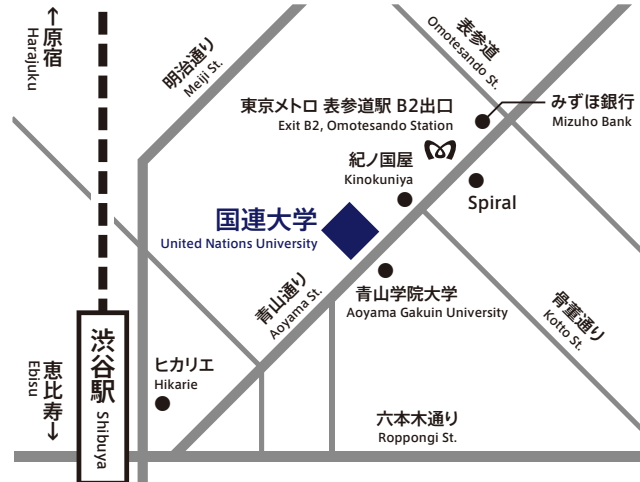 ←原宿
Harajuku
明治通り
Meiji St.
表参道
Omotesando St.
東京メトロ 表参道駅 B2出口
Exit B2, Omotesando Station
みずほ銀行
Mizuho Bank
紀ノ国屋
Kinokuniya
Spiral
国連大学
United Nations University
青山通り
Aoyama St.
青山学院大学
Aoyama Gakuin University
骨董通り
Kotto St.
渋谷駅
Shibuya
恵比寿→
Ebisu
ヒカリエ
Hikarie
六本木通り
Roppongi St.